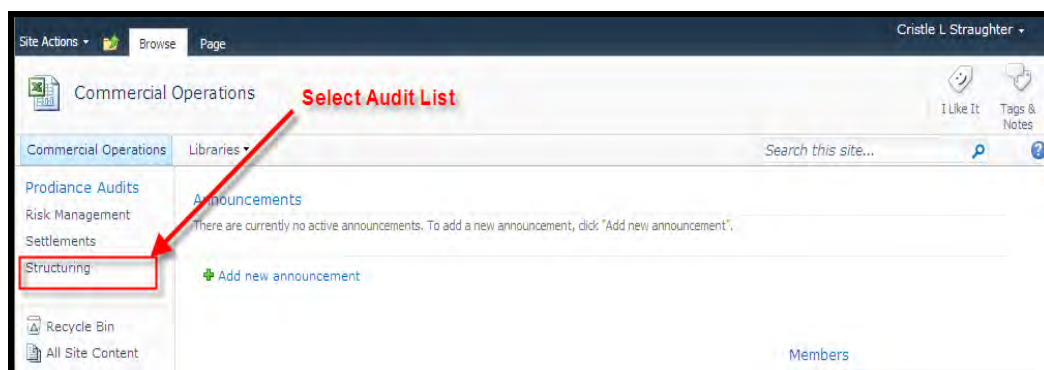 Site Actions
Browse
Page
Cristle L Straughter
Commercial Operations
Select Audit List
I Like It
Tags &
Notes
Commercial Operations
Libraries
Search this site...
Prodiance Audits
Risk Management
Settlements
Structuring
Recycle Bin
All Site Content
Announcements
There are currently no active announcements. To add a new announcement, click "Add new announcement".
Add new announcement
Members